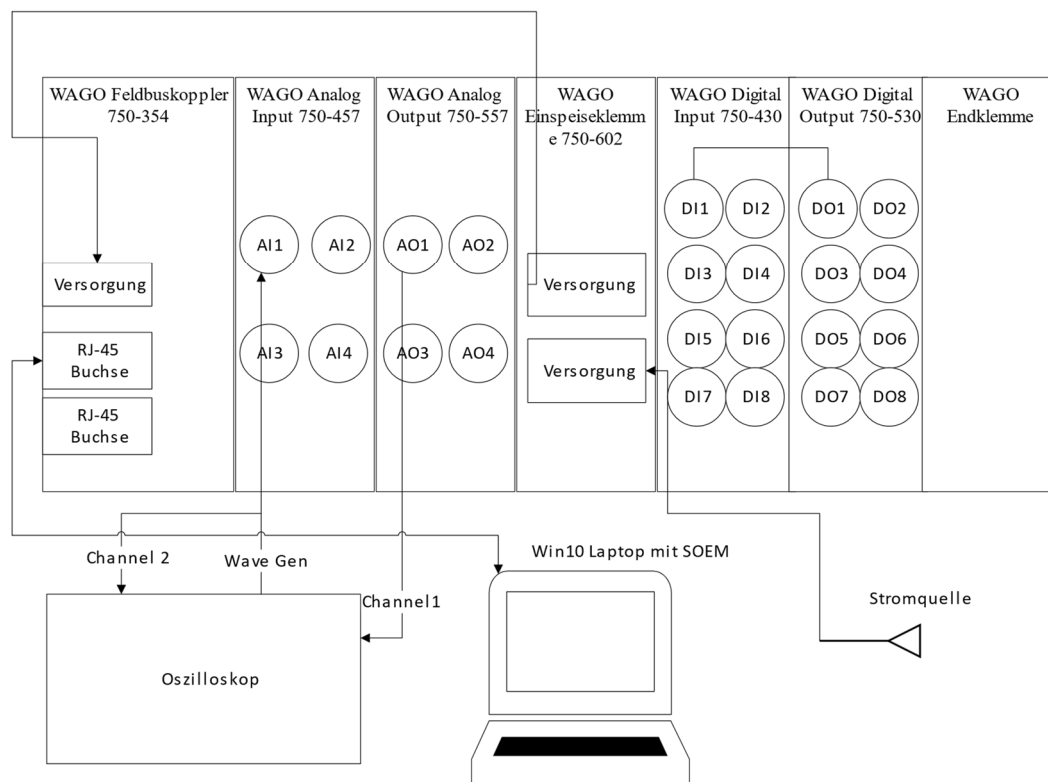 WAGO Feldbuskoppler
750-354
WAGO Analog
Input 750-457
WAGO Analog
Output 750-557
WAGO
Einspeiseklemm
e 750-602
WAGO Digital
Input 750-430
WAGO Digital
Output 750-530
WAGO
Endklemme
DI1
DI2
DO1
DO2
AI1
AI2
AO1
AO2
DI3
DI4
DO3
DO4
Versorgung
Versorgung
DI5
DI6
DO5
DO6
RJ-45
Buchse
AI3
AI4
AO3
AO4
Versorgung
DI7
DI8
DO7
DO8
RJ-45
Buchse
Channel 2
Wave Gen
Win10 Laptop mit SOEM
Channel1
Stromquelle
Oszilloskop